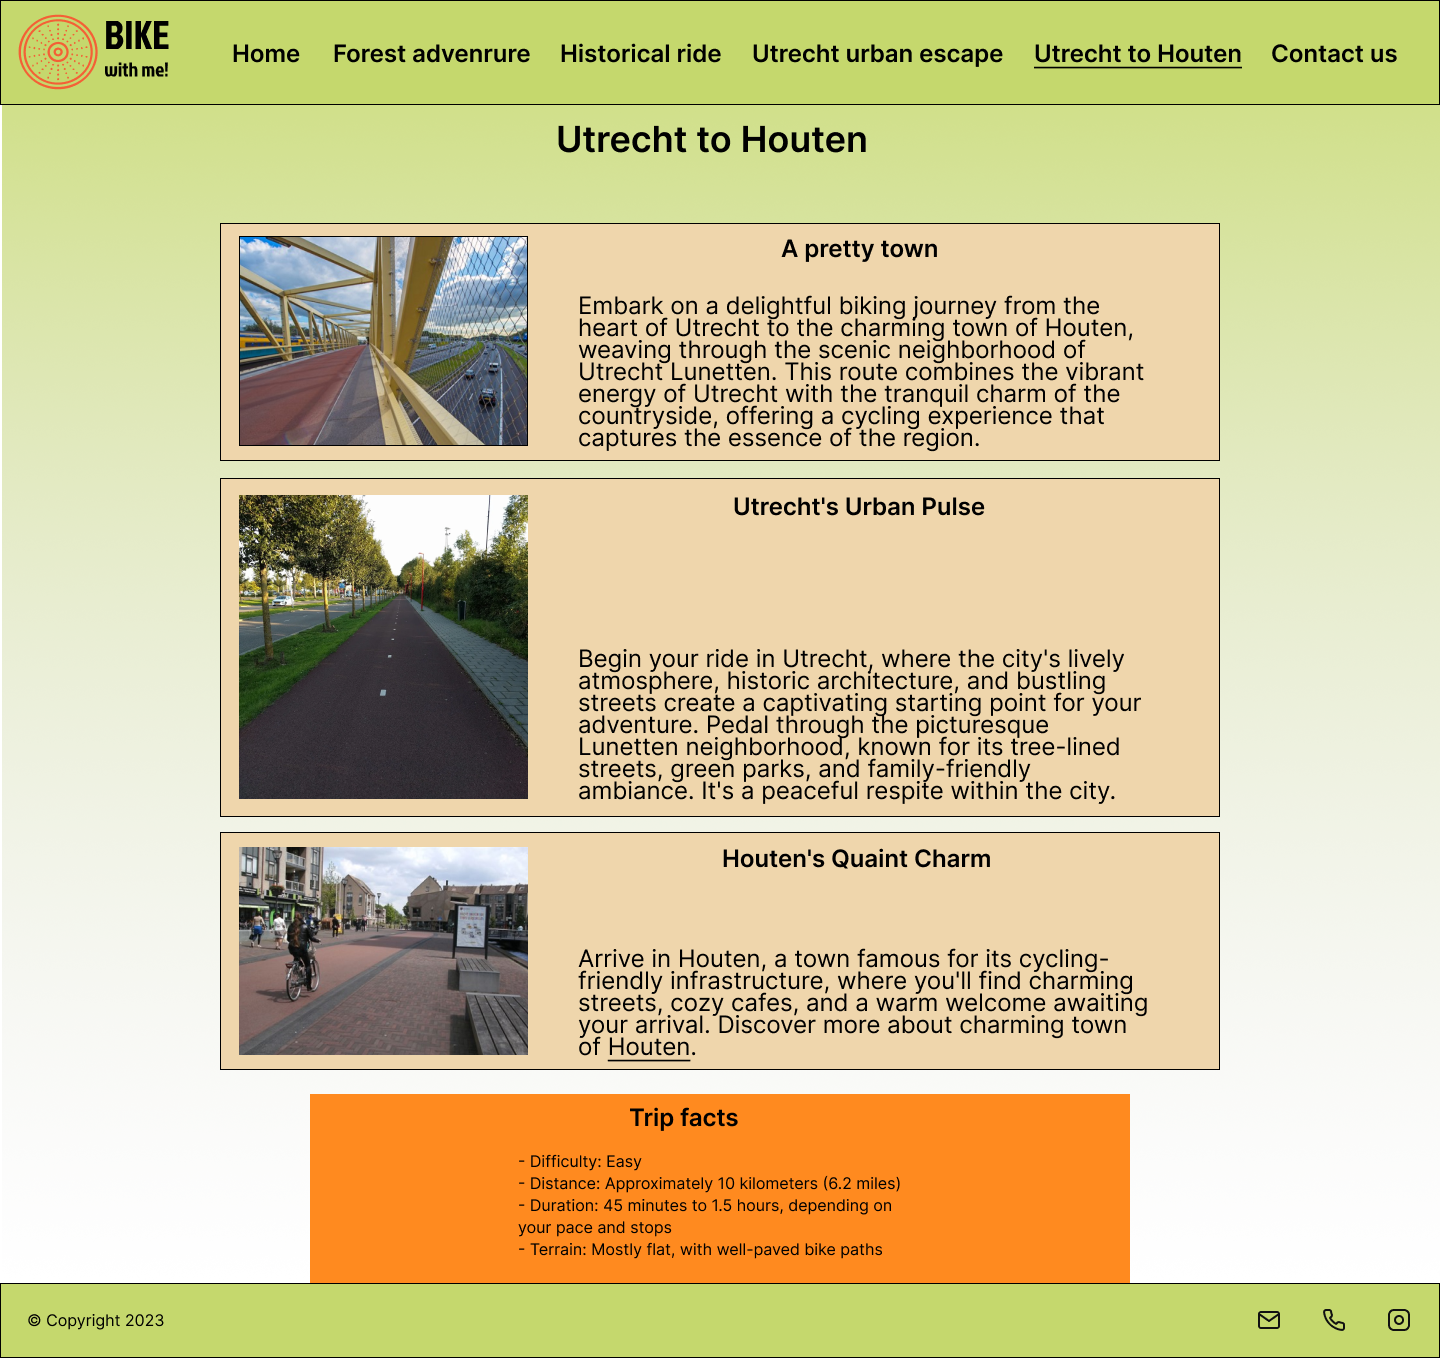 BIKE
with me!
Home Forest advenrure Historical ride Utrecht urban escape Utrecht to Houten Contact us
Utrecht to Houten
A pretty town
Embark on a delightful biking journey from the
heart of Utrecht to the charming town of Houten,
weaving through the scenic neighborhood of
Utrecht Lunetten. This route combines the vibrant
energy of Utrecht with the tranquil charm of the
countryside, offering a cycling experience that
captures the essence of the region.
Utrecht's Urban Pulse
Begin your ride in Utrecht, where the city's lively
atmosphere, historic architecture, and bustling
streets create a captivating starting point for your
adventure. Pedal through the picturesque
Lunetten neighborhood, known for its tree-lined
streets, green parks, and family-friendly
ambiance. It's a peaceful respite within the city.
Houten's Quaint Charm
Arrive in Houten, a town famous for its cycling-
friendly infrastructure, where you'll find charming
streets, cozy cafes, and a warm welcome awaiting
your arrival. Discover more about charming town
of Houten.
Trip facts
- Difficulty: Easy
- Distance: Approximately 10 kilometers (6.2 miles)
- Duration: 45 minutes to 1.5 hours, depending on
your pace and stops
- Terrain: Mostly flat, with well-paved bike paths
© Copyright 2023